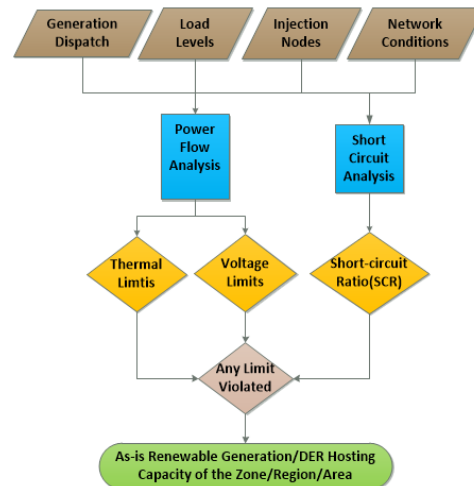 Generation
Dispatch
Load
Levels
Injection
Nodes
Network
Conditions
Power
Flow
Analysis
Short
Circuit
Analysis
Thermal
Limtis
Voltage
Limits
Short-circuit
Ratio(SCR)
Any Limit
Violated
As-is Renewable Generation/DER Hosting
Capacity of the Zone/Region/Area